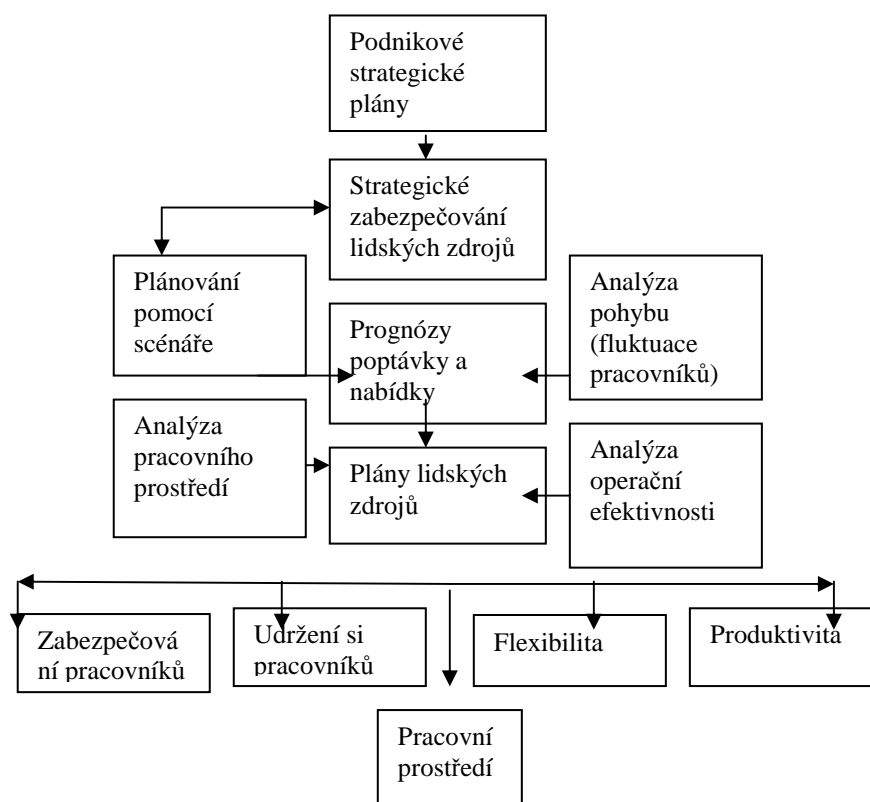 Podnikové
strategické
plány
Strategické
zabezpečování
lidských zdrojů
Plánování
pomocí
scénáře
Prognózy
poptávky a
nabídky
Analýza
pohybu
(fluktuace
pracovníků)
Analýza
pracovního
prostředí
Plány lidských
zdrojů
Analýza
operační
efektivnosti
Zabezpečová
ní pracovníků
Udržení si
pracovníků
Flexibilita
Produktivita
Pracovní
prostředí